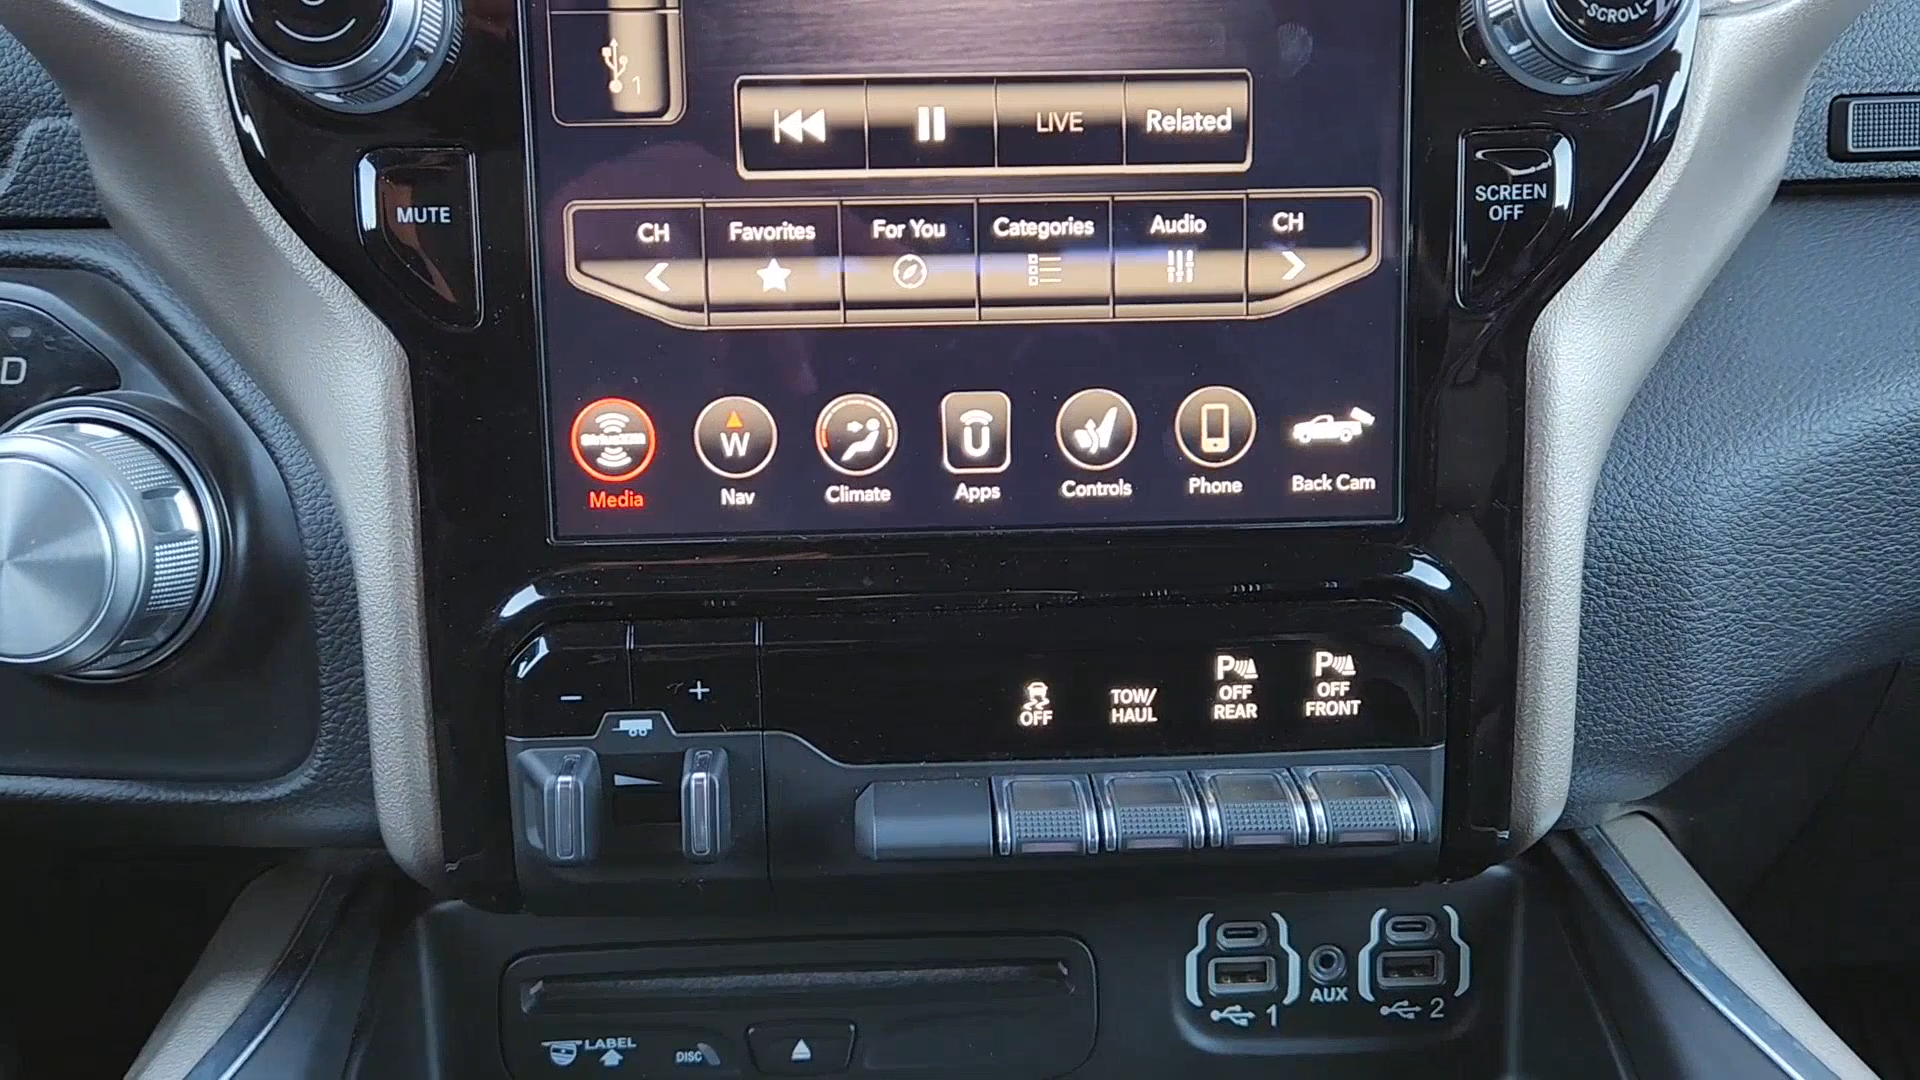 SCROLL
1
LIVE
Related
MUTE
SCREEN
OFF
CH
Favorites
For You
Categories
Audio
CH
D
SiriusXM
W
U
Media
Nav
Climate
Apps
Controls
Phone
Back Cam
- +
OFF
TOW/
HAUL
P
OFF
REAR
P
OFF
FRONT
1
AUX
2
LABEL
DISC